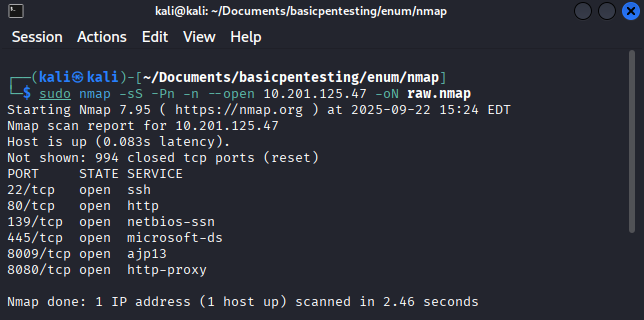 kali@kali: ~/Documents/basicpentesting/enum/nmap
Session Actions Edit View Help
┌──(kali㉿kali)-[~/Documents/basicpentesting/enum/nmap]
└─$ sudo nmap -sS -Pn -n --open 10.201.125.47 -oN raw.nmap
Starting Nmap 7.95 ( https://nmap.org ) at 2025-09-22 15:24 EDT
Nmap scan report for 10.201.125.47
Host is up (0.083s latency).
Not shown: 994 closed tcp ports (reset)
PORT     STATE SERVICE
22/tcp   open  ssh
80/tcp   open  http
139/tcp  open  netbios-ssn
445/tcp  open  microsoft-ds
8009/tcp open  ajp13
8080/tcp open  http-proxy
Nmap done: 1 IP address (1 host up) scanned in 2.46 seconds